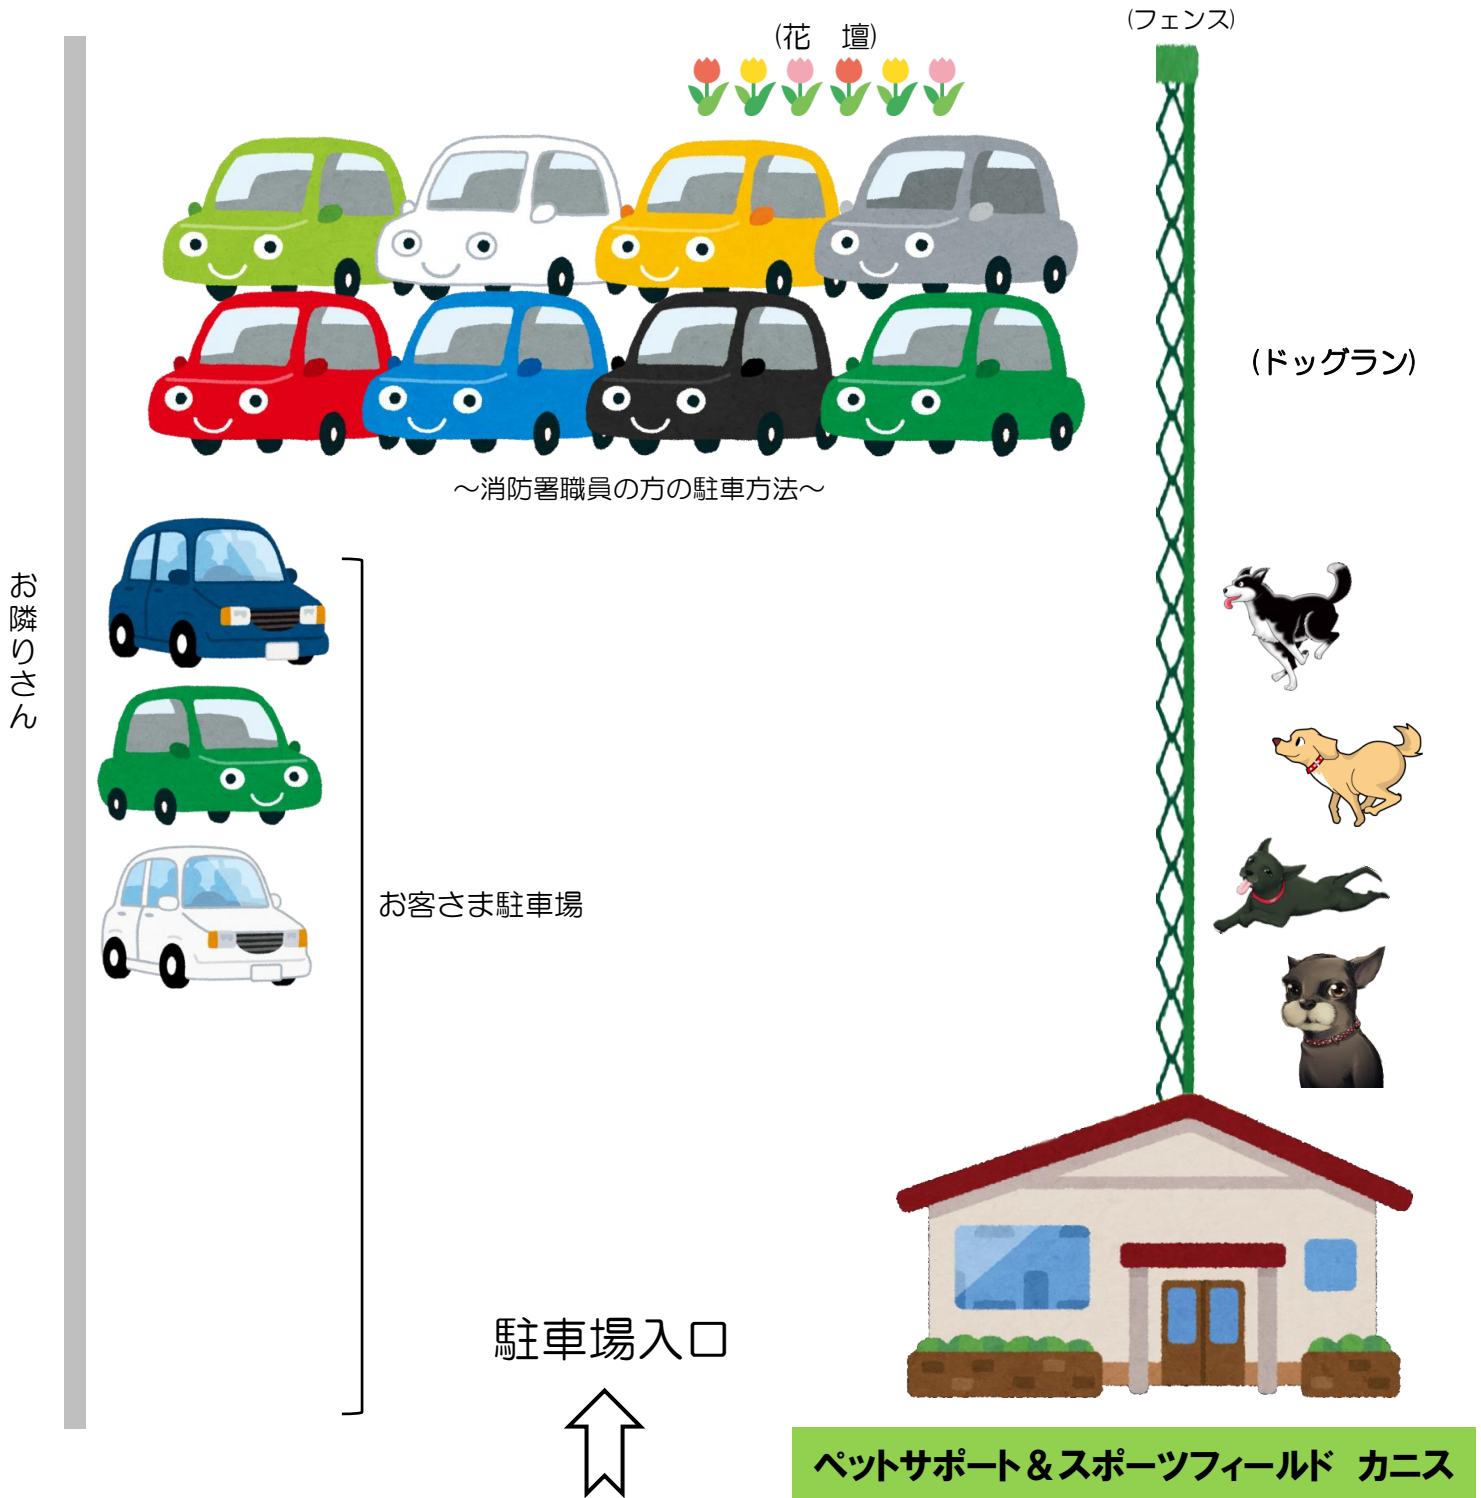 (フェンス)
(花　壇)
(ドッグラン)
～消防署職員の方の駐車方法～
お隣りさん
お客さま駐車場
駐車場入口
ペットサポート＆スポーツフィールド　カニス